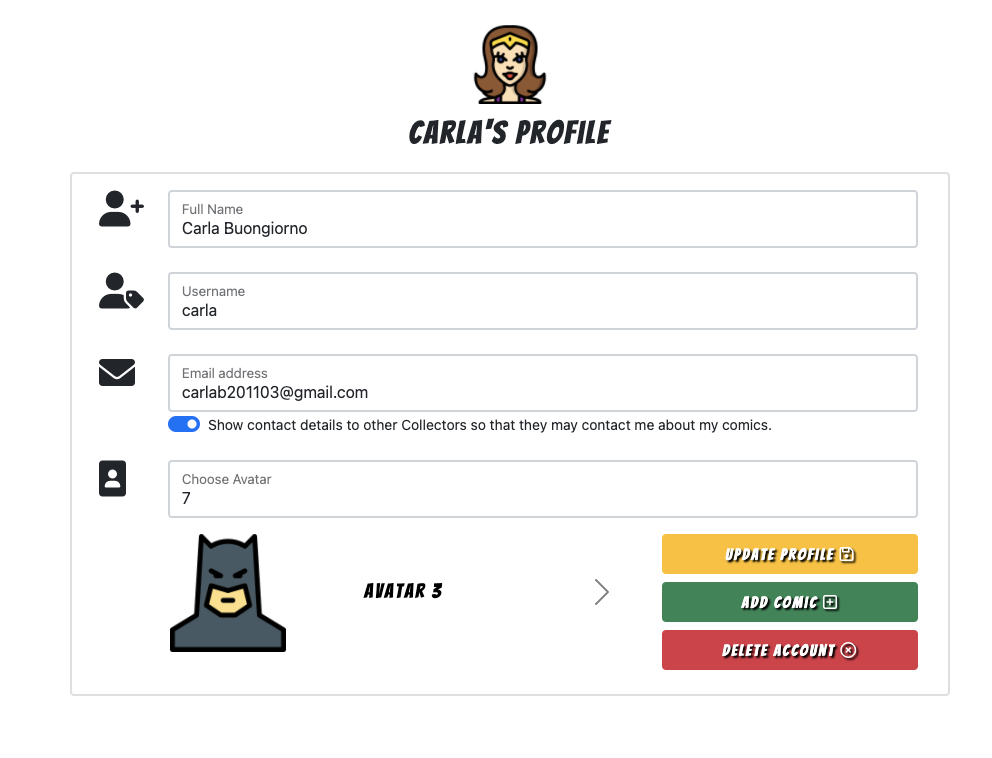 CARLA'S PROFILE
Full Name
Carla Buongiorno
Username
carla
Email address
carlab201103@gmail.com
Show contact details to other Collectors so that they may contact me about my comics.
Choose Avatar
7
AVATAR 3
UPDATE PROFILE
ADD COMIC
DELETE ACCOUNT